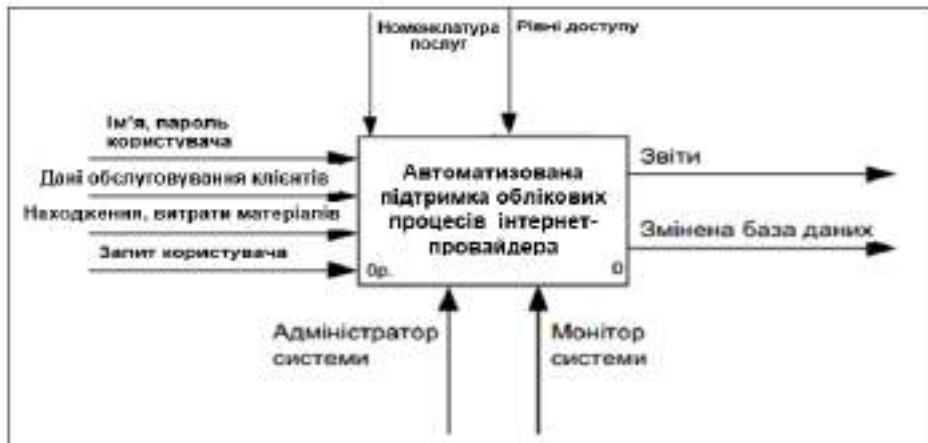 Номенклатура
послуг
Рівні доступу
Ім'я, пароль
користувача
Дані обслуговування клієнтів
Находження, витрати матеріалів
Запит користувача
Автоматизована
підтримка облікових
процесів інтернет-
провайдера
0р.
0
Звіти
Змінена база даних
Адміністратор
системи
Монітор
системи